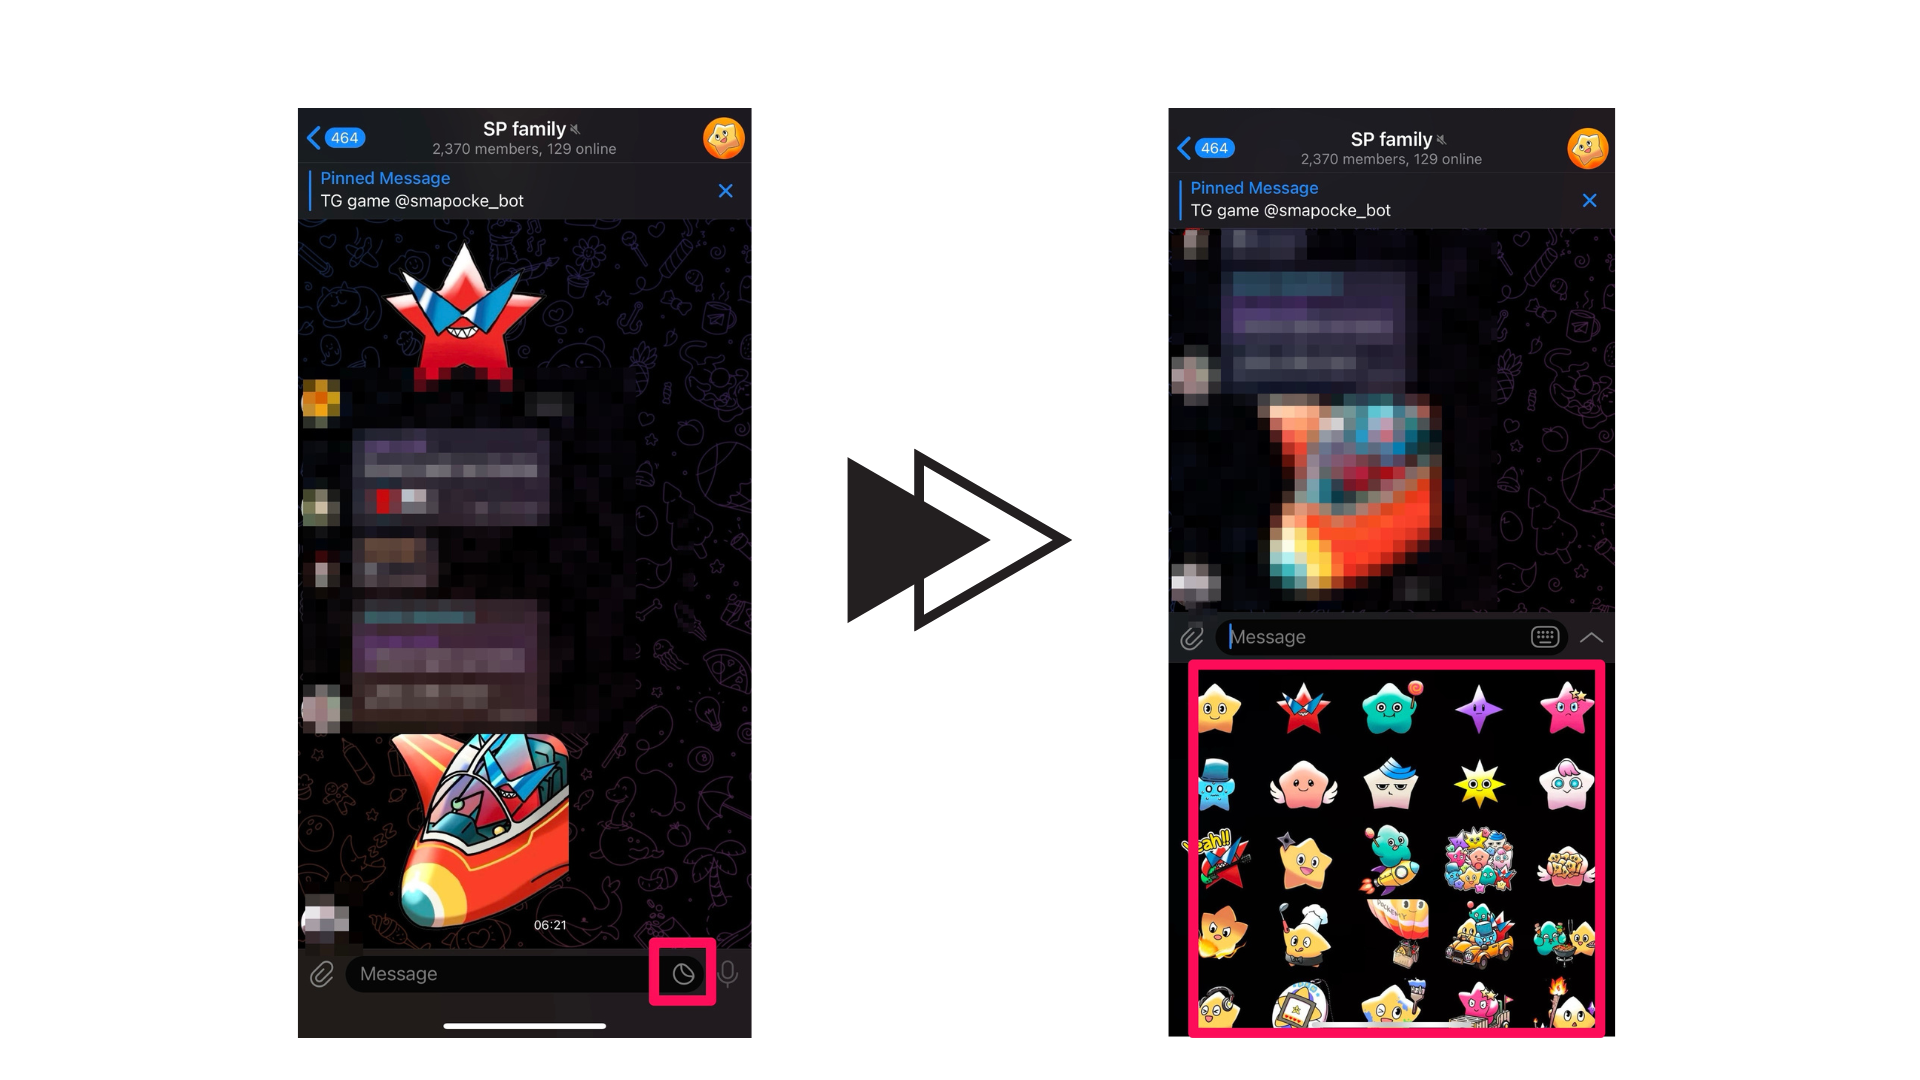 464
SP family
2,370 members, 129 online
Pinned Message
TG game @smapocke_bot
06:21
Message
464
SP family
2,370 members, 129 online
Pinned Message
TG game @smapocke_bot
Message
Yeah!!